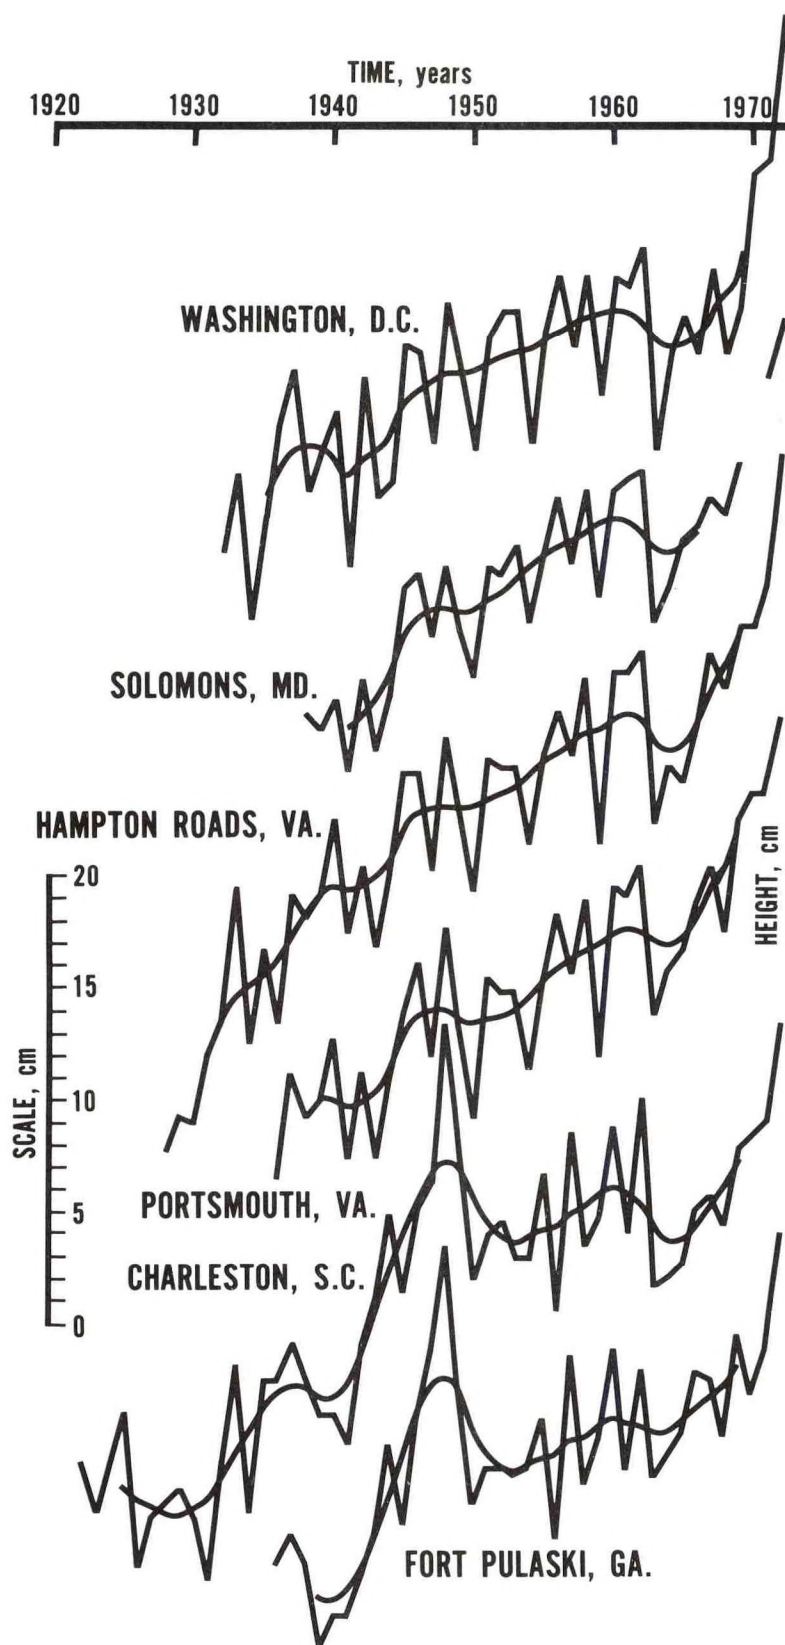 TIME, years
1920 1930 1940 1950 1960 1970
WASHINGTON, D.C.
SOLOMONS, MD.
HAMPTON ROADS, VA.
20
15
10
5
0
SCALE, cm
HEIGHT, cm
PORTSMOUTH, VA.
CHARLESTON, S.C.
FORT PULASKI, GA.